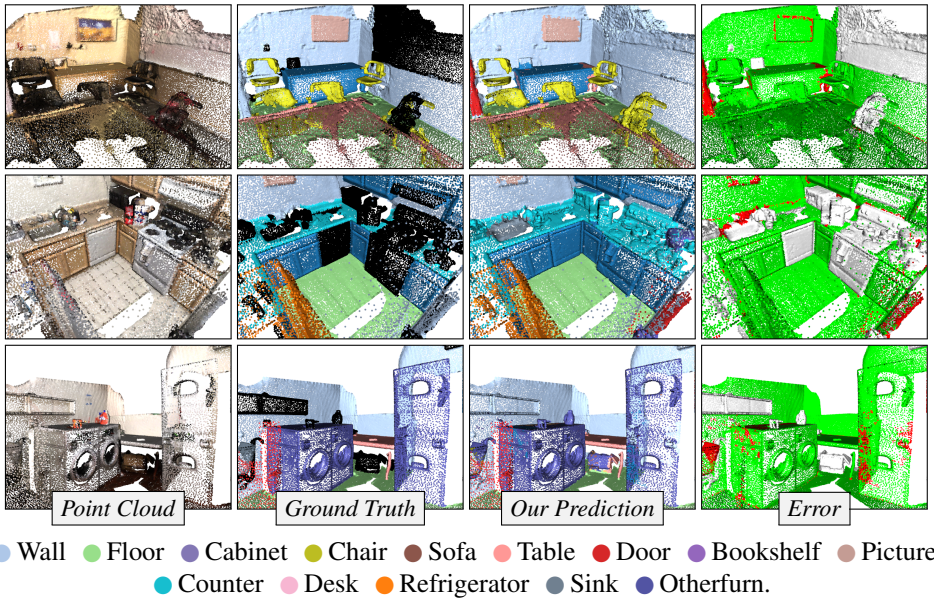 Point Cloud Ground Truth Our Prediction Error
Wall Floor Cabinet Chair Sofa Table Door Bookshelf Picture
Counter Desk Refrigerator Sink Otherfurn.